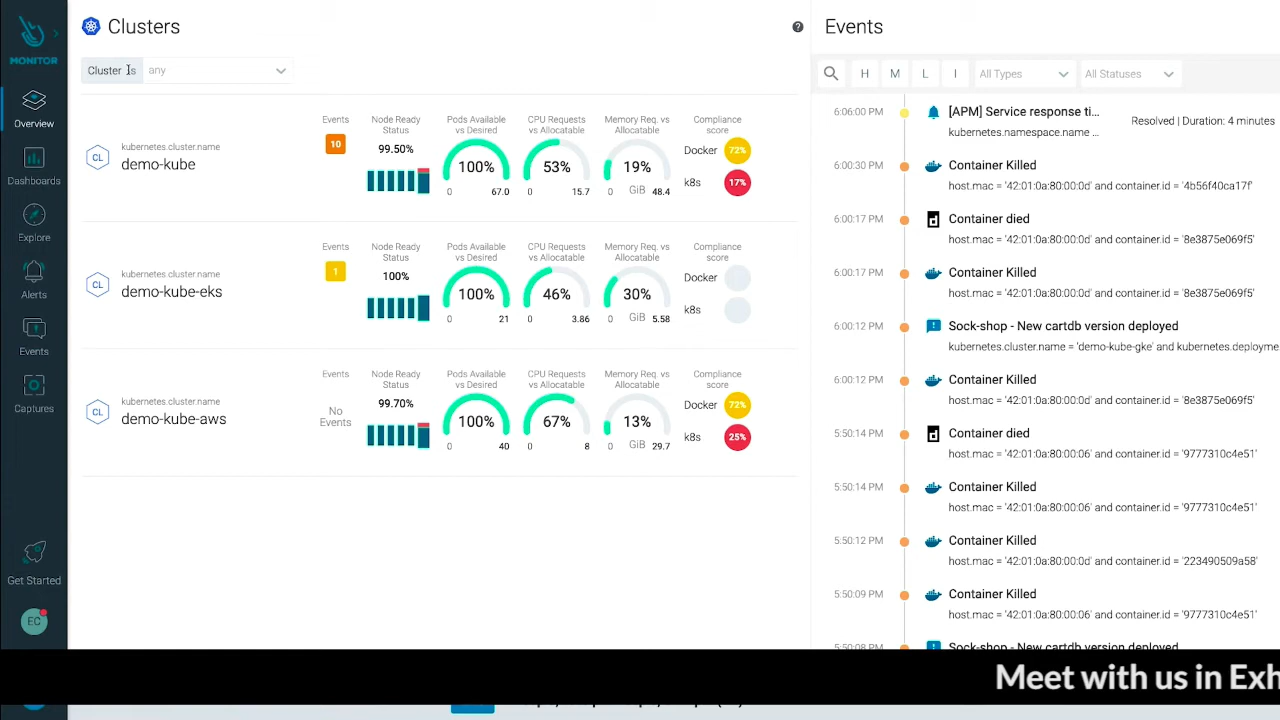 MONITOR
Overview
Dashboards
Explore
Alerts
Events
Captures
Get Started
EC
Clusters
?
Cluster is any
Events
Node Ready Status
Pods Available vs Desired
CPU Requests vs Allocatable
Memory Req. vs Allocatable
Compliance score
CL
kubernetes.cluster.name
demo-kube
10
99.50%
100%
0 67.0
53%
0 15.7
19%
0 GiB 48.4
Docker 72%
k8s 17%
Events
Node Ready Status
Pods Available vs Desired
CPU Requests vs Allocatable
Memory Req. vs Allocatable
Compliance score
CL
kubernetes.cluster.name
demo-kube-eks
1
100%
100%
0 21
46%
0 3.86
30%
0 GiB 5.58
Docker
k8s
Events
Node Ready Status
Pods Available vs Desired
CPU Requests vs Allocatable
Memory Req. vs Allocatable
Compliance score
CL
kubernetes.cluster.name
demo-kube-aws
No Events
99.70%
100%
0 40
67%
0 8
13%
0 GiB 29.7
Docker 72%
k8s 25%
Events
H M L I All Types All Statuses
6:06:00 PM [APM] Service response ti... Resolved | Duration: 4 minutes
kubernetes.namespace.name ...
6:00:30 PM Container Killed
host.mac = '42:01:0a:80:00:0d' and container.id = '4b56f40ca17f'
6:00:17 PM Container died
host.mac = '42:01:0a:80:00:0d' and container.id = '8e3875e069f5'
6:00:17 PM Container Killed
host.mac = '42:01:0a:80:00:0d' and container.id = '8e3875e069f5'
6:00:12 PM Sock-shop - New cartdb version deployed
kubernetes.cluster.name = 'demo-kube-gke' and kubernetes.deployme
6:00:12 PM Container Killed
host.mac = '42:01:0a:80:00:0d' and container.id = '8e3875e069f5'
5:50:14 PM Container died
host.mac = '42:01:0a:80:00:06' and container.id = '9777310c4e51'
5:50:14 PM Container Killed
host.mac = '42:01:0a:80:00:06' and container.id = '9777310c4e51'
5:50:12 PM Container Killed
host.mac = '42:01:0a:80:00:0d' and container.id = '223490509a58'
5:50:09 PM Container Killed
host.mac = '42:01:0a:80:00:06' and container.id = '9777310c4e51'
5:50:08 PM Sock-shop - New cartdb version deployed
Meet with us in Exh